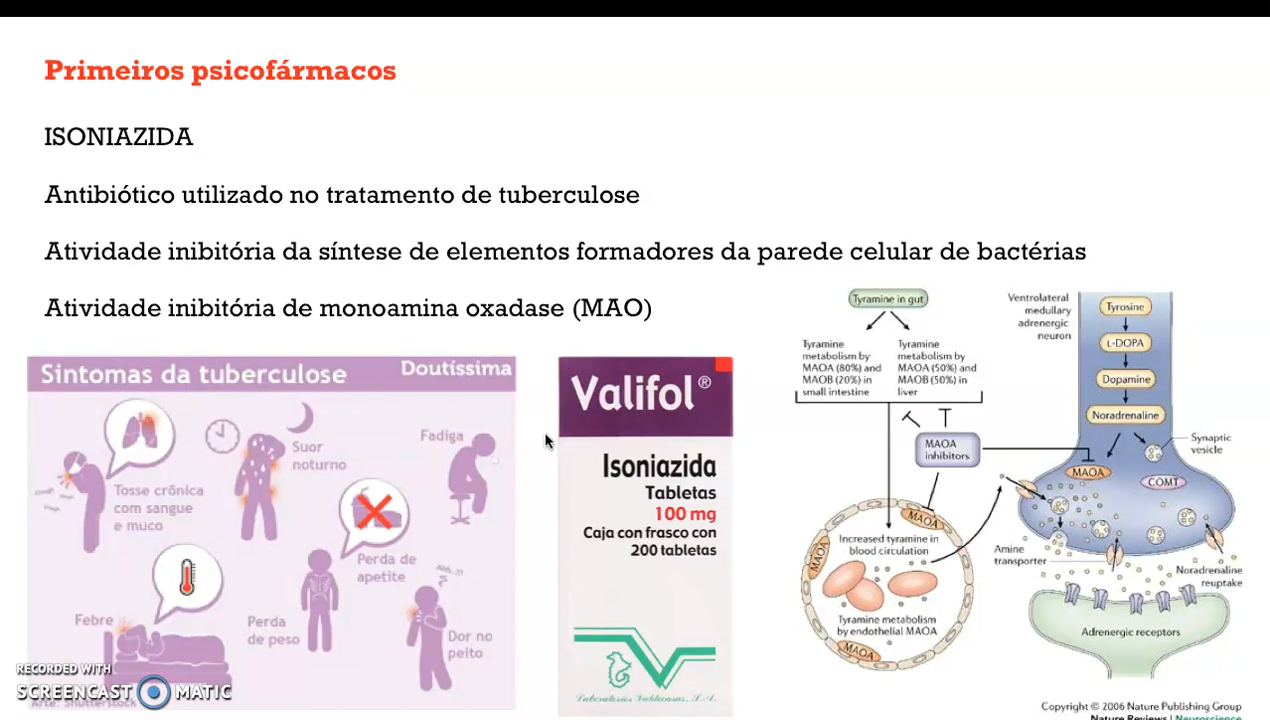 Primeiros psicofármacos
ISONIAZIDA
Antibiótico utilizado no tratamento de tuberculose
Atividade inibitória da síntese de elementos formadores da parede celular de bactérias
Atividade inibitória de monoamina oxadase (MAO)
Sintomas da tuberculose
Doutíssima
Tosse crônica
com sangue
e muco
Suor
noturno
Fadiga
Perda de
apetite
Febre
Perda
de peso
Dor no
peito
RECORDED WITH
SCREENCAST MATIC
Arte: Shutterstock
Valifol®
Isoniazida
Tabletas
100 mg
Caja con frasco con
200 tabletas
Tyramine in gut
Tyramine
metabolism by
MAOA (80%) and
MAOB (20%) in
small intestine
Tyramine
metabolism by
MAOA (50%) and
MAOB (50%) in
liver
MAOA
inhibitors
MAOA
Increased tyramine in
blood circulation
MAOA
Tyramine metabolism
by endothelial MAOA
MAOA
Ventrolateral
medullary
adrenergic
neuron
Tyrosine
L-DOPA
Dopamine
Noradrenaline
Synaptic
vesicle
MAOA
COMT
Amine
transporter
Noradrenaline
reuptake
Adrenergic receptors
Copyright © 2006 Nature Publishing Group
Nature Reviews | Neuroscience